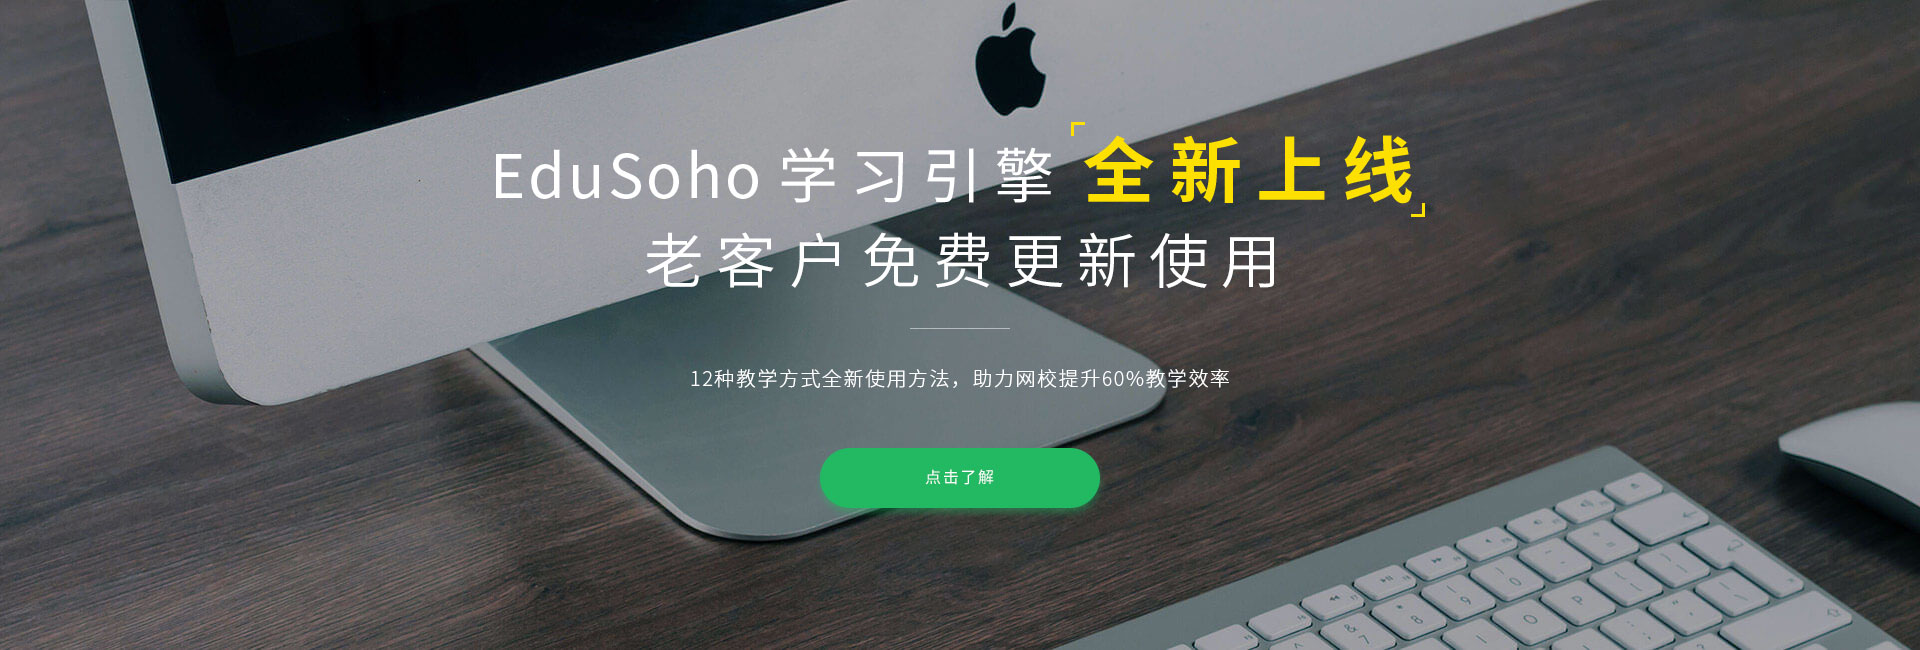 EduSoho 学习引擎 全新上线
老客户免费更新使用
12种教学方式全新使用方法，助力网校提升60%教学效率
点击了解